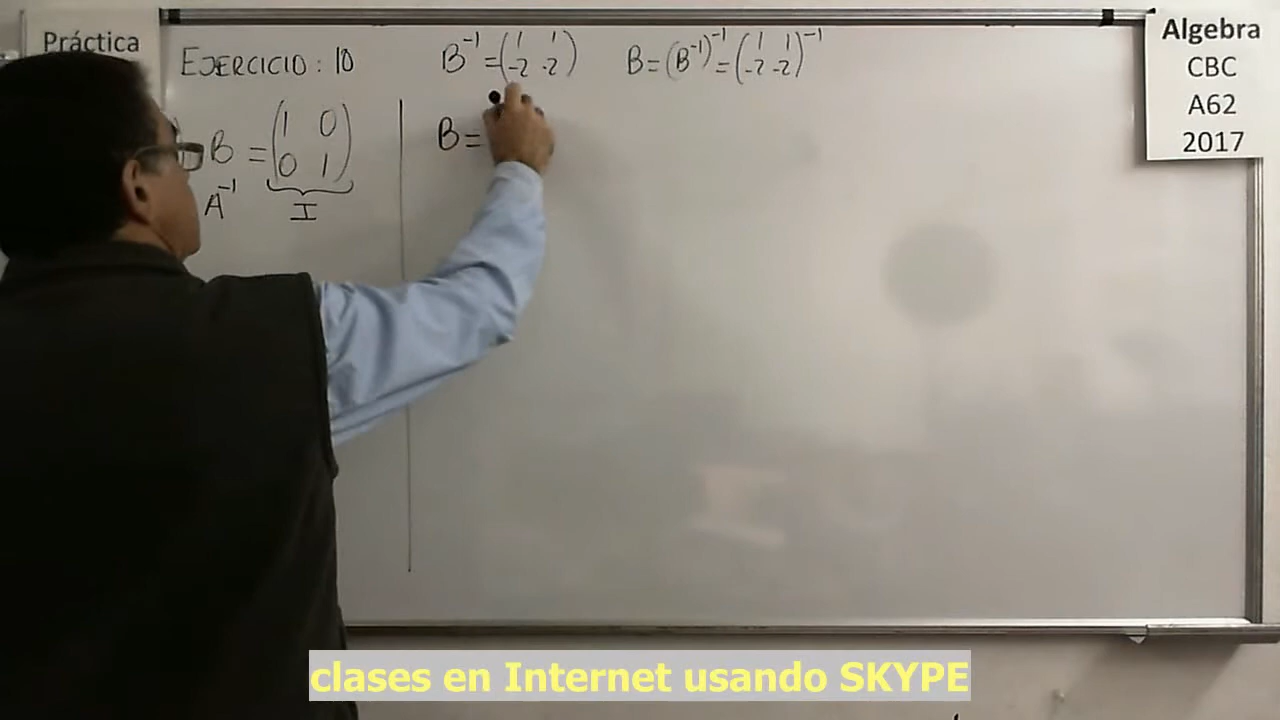 Práctica
Algebra
CBC
A62
2017
EJERCICIO: 10
B = (1 0
0 1)
A⁻¹ I
B⁻¹ = (1 1
-2 -2)
B = (B⁻¹)⁻¹ = (1 1
-2 -2)⁻¹
B =
clases en Internet usando SKYPE